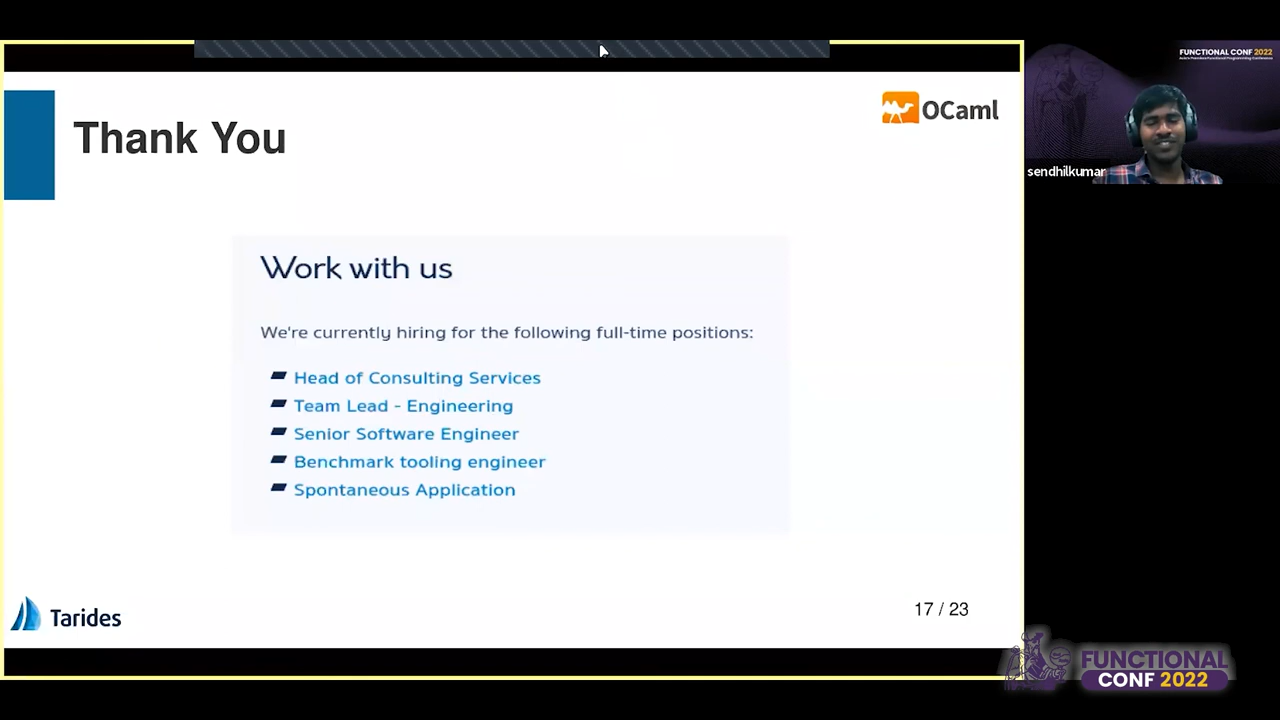 Thank You
OCaml
Work with us
We're currently hiring for the following full-time positions:
Head of Consulting Services
Team Lead - Engineering
Senior Software Engineer
Benchmark tooling engineer
Spontaneous Application
Tarides
17 / 23
FUNCTIONAL CONF 2022
sendhilkumar
FUNCTIONAL
CONF 2022